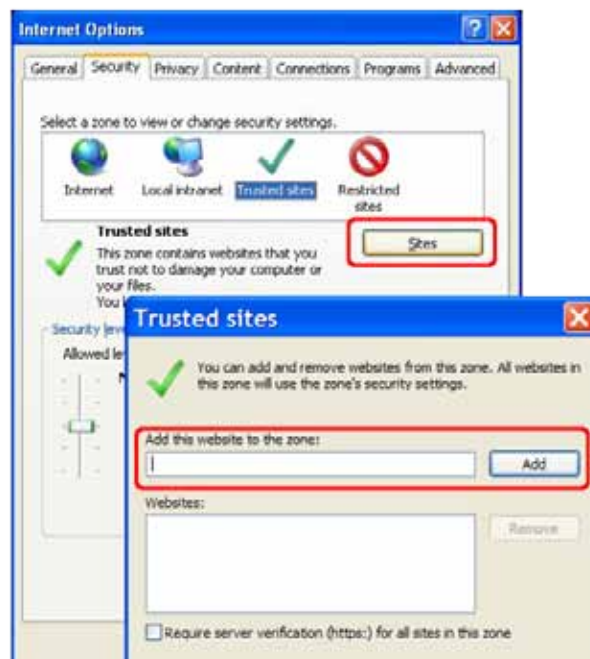 Internet Options
General Security Privacy Content Connections Programs Advanced
Select a zone to view or change security settings.
Internet Local intranet Trusted sites Restricted sites
Trusted sites
Sites
This zone contains websites that you
trust not to damage your computer or
your files.
You
Security
Allowed
Trusted sites
You can add and remove websites from this zone. All websites in
this zone will use the zone's security settings.
Add this website to the zone:
Add
Websites:
Remove
Require server verification (https:) for all sites in this zone